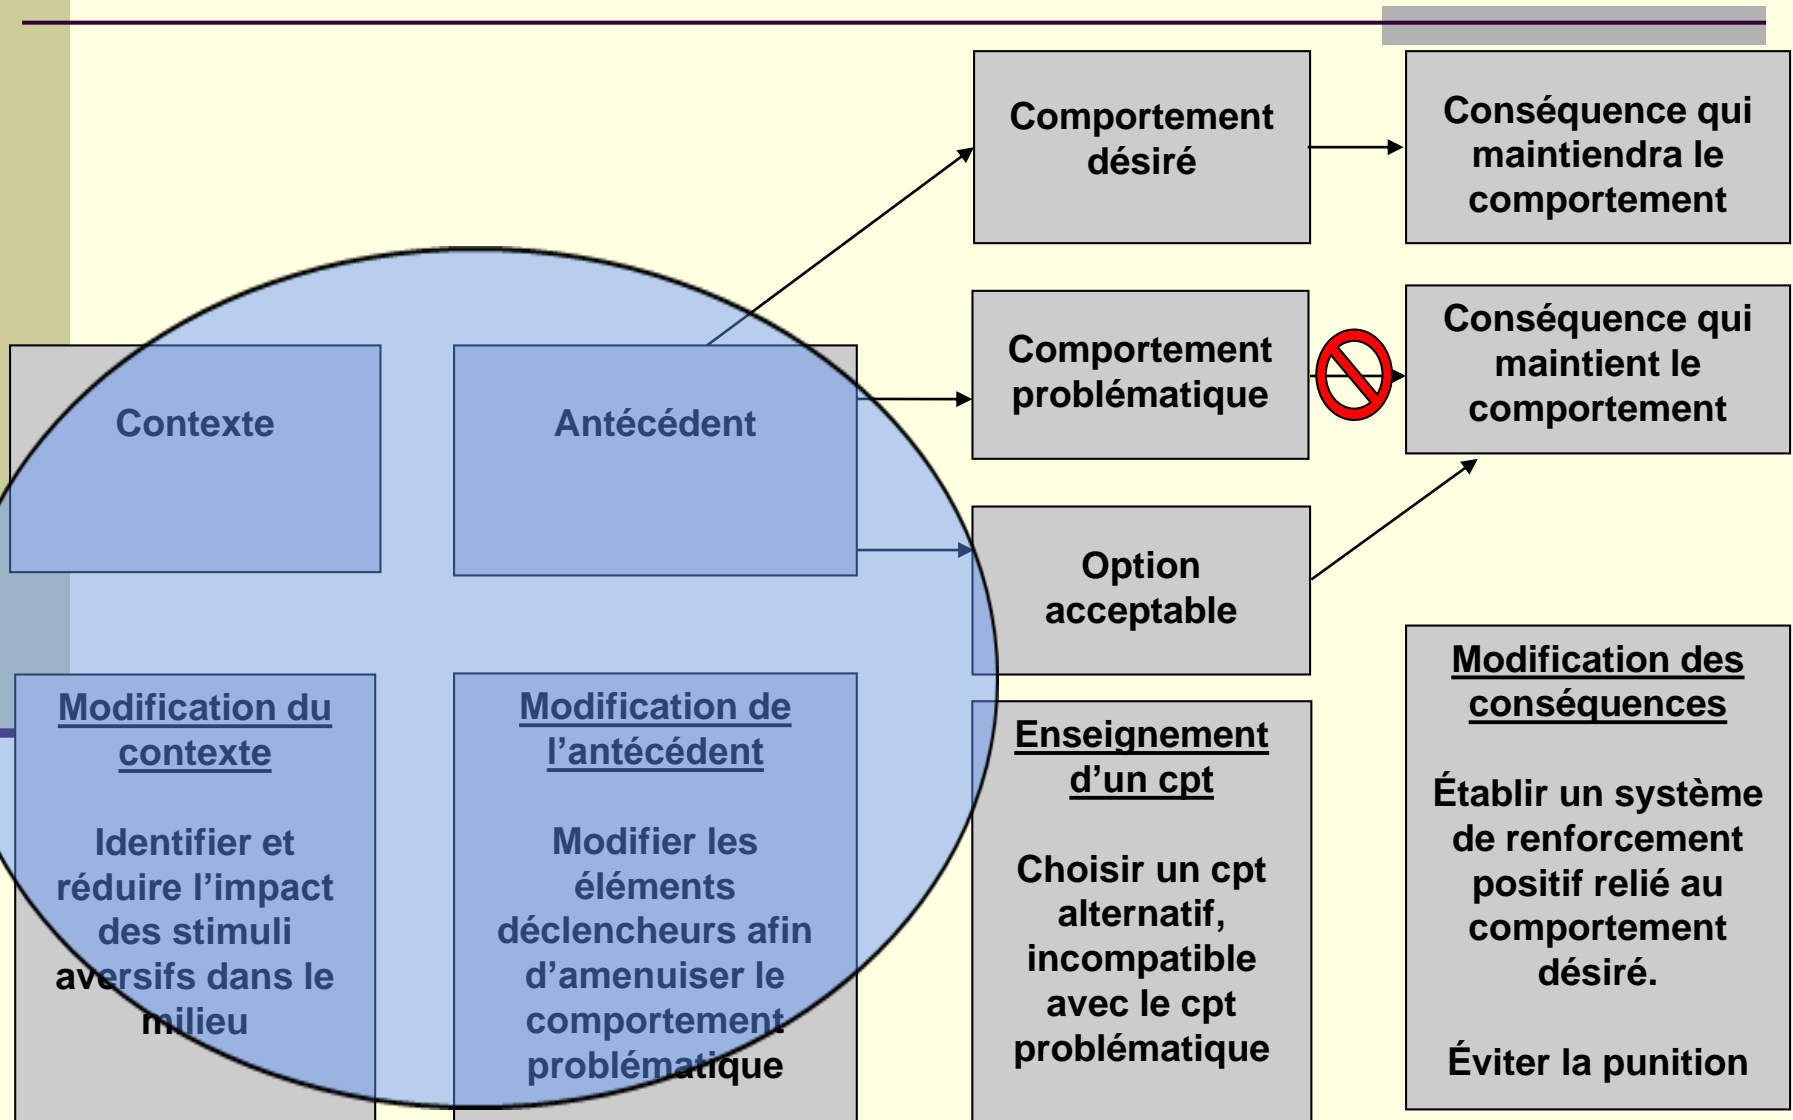 Comportement
désiré
Conséquence qui
maintiendra le
comportement
Contexte
Antécédent
Comportement
problématique
Conséquence qui
maintient le
comportement
Option
acceptable
Modification du
contexte
Identifier et
réduire l’impact
des stimuli
aversifs dans le
milieu
Modification de
l’antécédent
Modifier les
éléments
déclencheurs afin
d’amenuiser le
comportement
problématique
Enseignement
d’un cpt
Choisir un cpt
alternatif,
incompatible
avec le cpt
problématique
Modification des
conséquences
Établir un système
de renforcement
positif relié au
comportement
désiré.
Éviter la punition